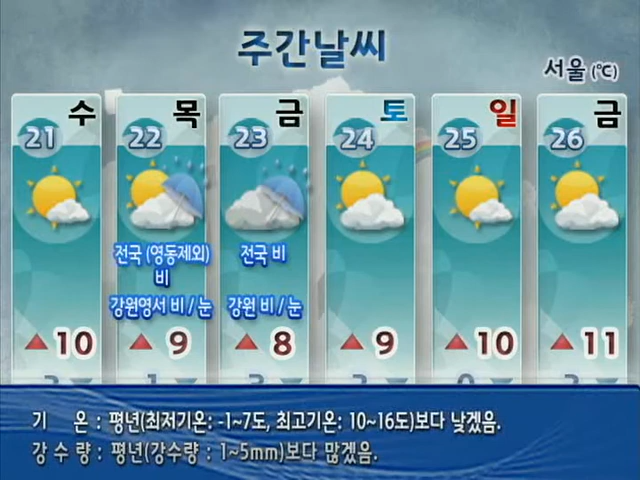 주간날씨
서울 (℃)
수 목 금 토 일 금
21 22 23 24 25 26
전국 (영동제외) 전국 비
비
강원영서 비 / 눈 강원 비 / 눈
▲10 ▲9 ▲8 ▲9 ▲10 ▲11
기 온 : 평년(최저기온: -1~7도, 최고기온: 10~16도)보다 낮겠음.
강 수 량 : 평년(강수량 : 1~5mm)보다 많겠음.